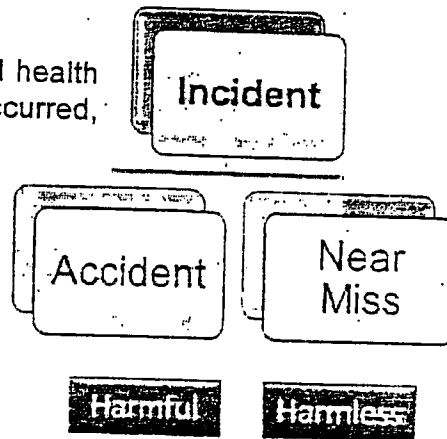 l health
ccurred,
Incident
Accident
Near
Miss
Harmful
Harmless